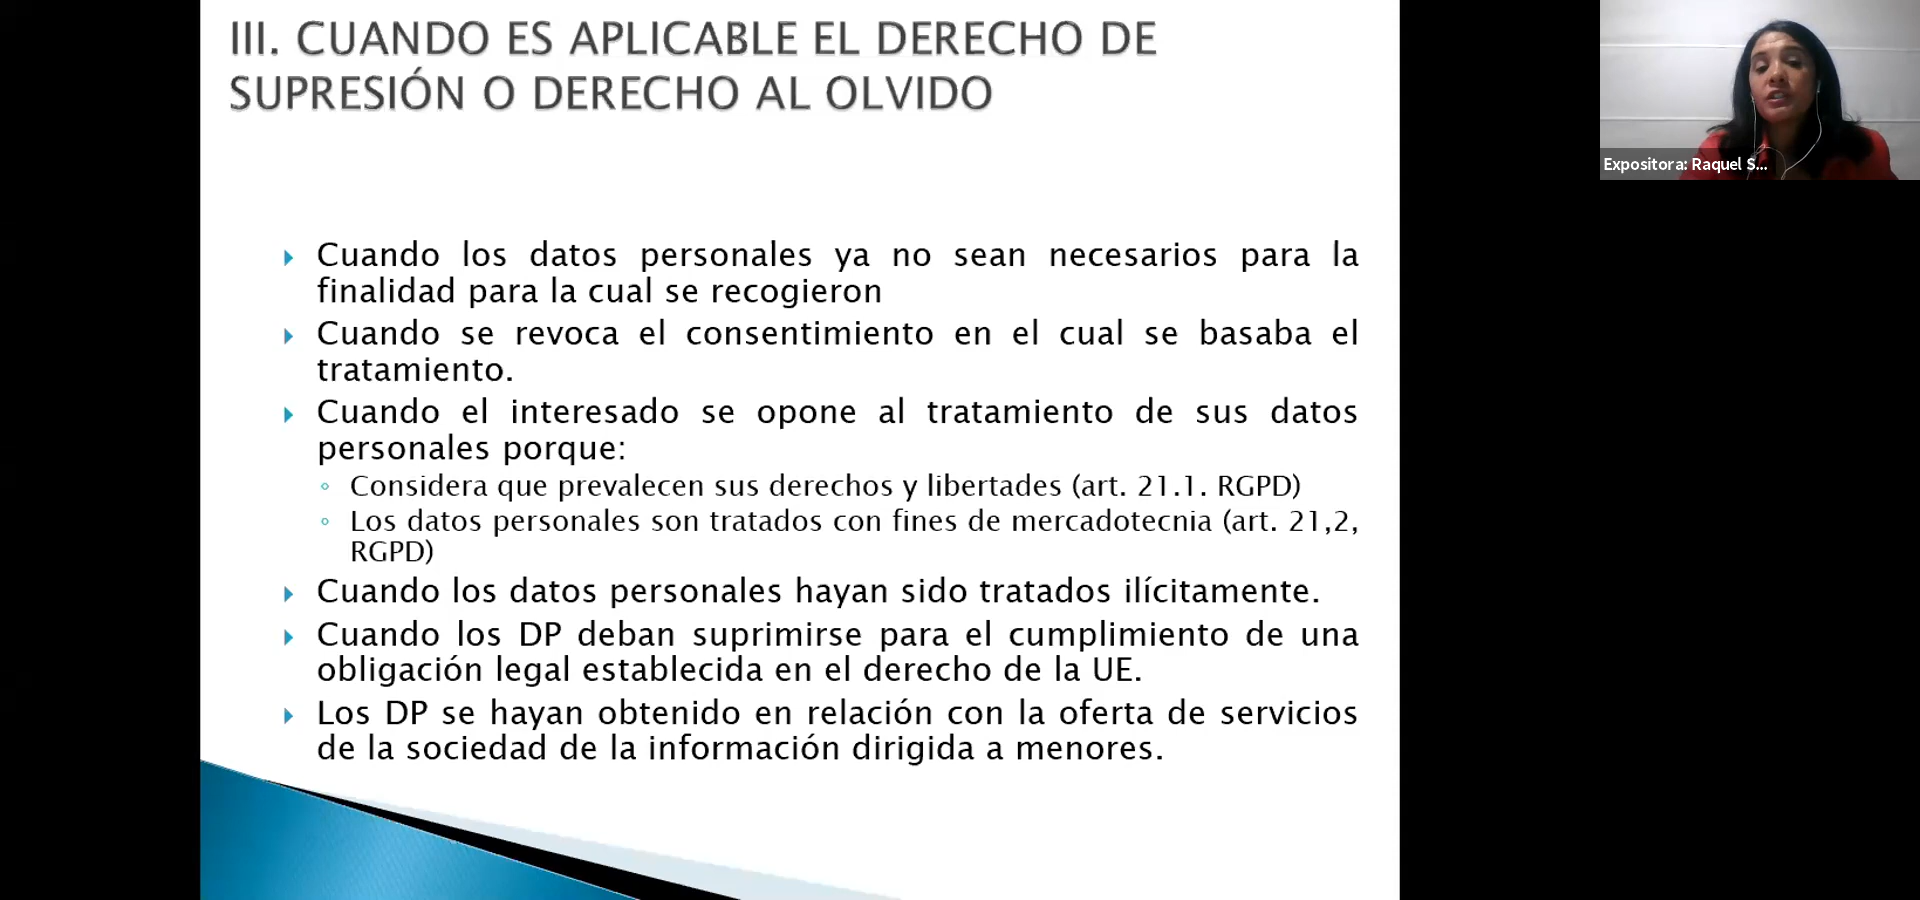 III. CUANDO ES APLICABLE EL DERECHO DE
SUPRESIÓN O DERECHO AL OLVIDO
Expositora: Raquel S...
Cuando los datos personales ya no sean necesarios para la
finalidad para la cual se recogieron
Cuando se revoca el consentimiento en el cual se basaba el
tratamiento.
Cuando el interesado se opone al tratamiento de sus datos
personales porque:
Considera que prevalecen sus derechos y libertades (art. 21.1. RGPD)
Los datos personales son tratados con fines de mercadotecnia (art. 21,2,
RGPD)
Cuando los datos personales hayan sido tratados ilícitamente.
Cuando los DP deban suprimirse para el cumplimiento de una
obligación legal establecida en el derecho de la UE.
Los DP se hayan obtenido en relación con la oferta de servicios
de la sociedad de la información dirigida a menores.